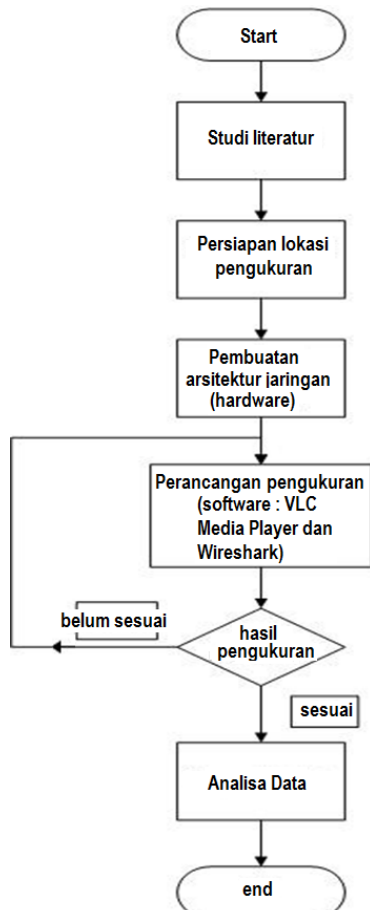 Start
Studi literatur
Persiapan lokasi
pengukuran
Pembuatan
arsitektur jaringan
(hardware)
Perancangan pengukuran
(software : VLC
Media Player dan
Wireshark)
belum sesuai
hasil
pengukuran
sesuai
Analisa Data
end